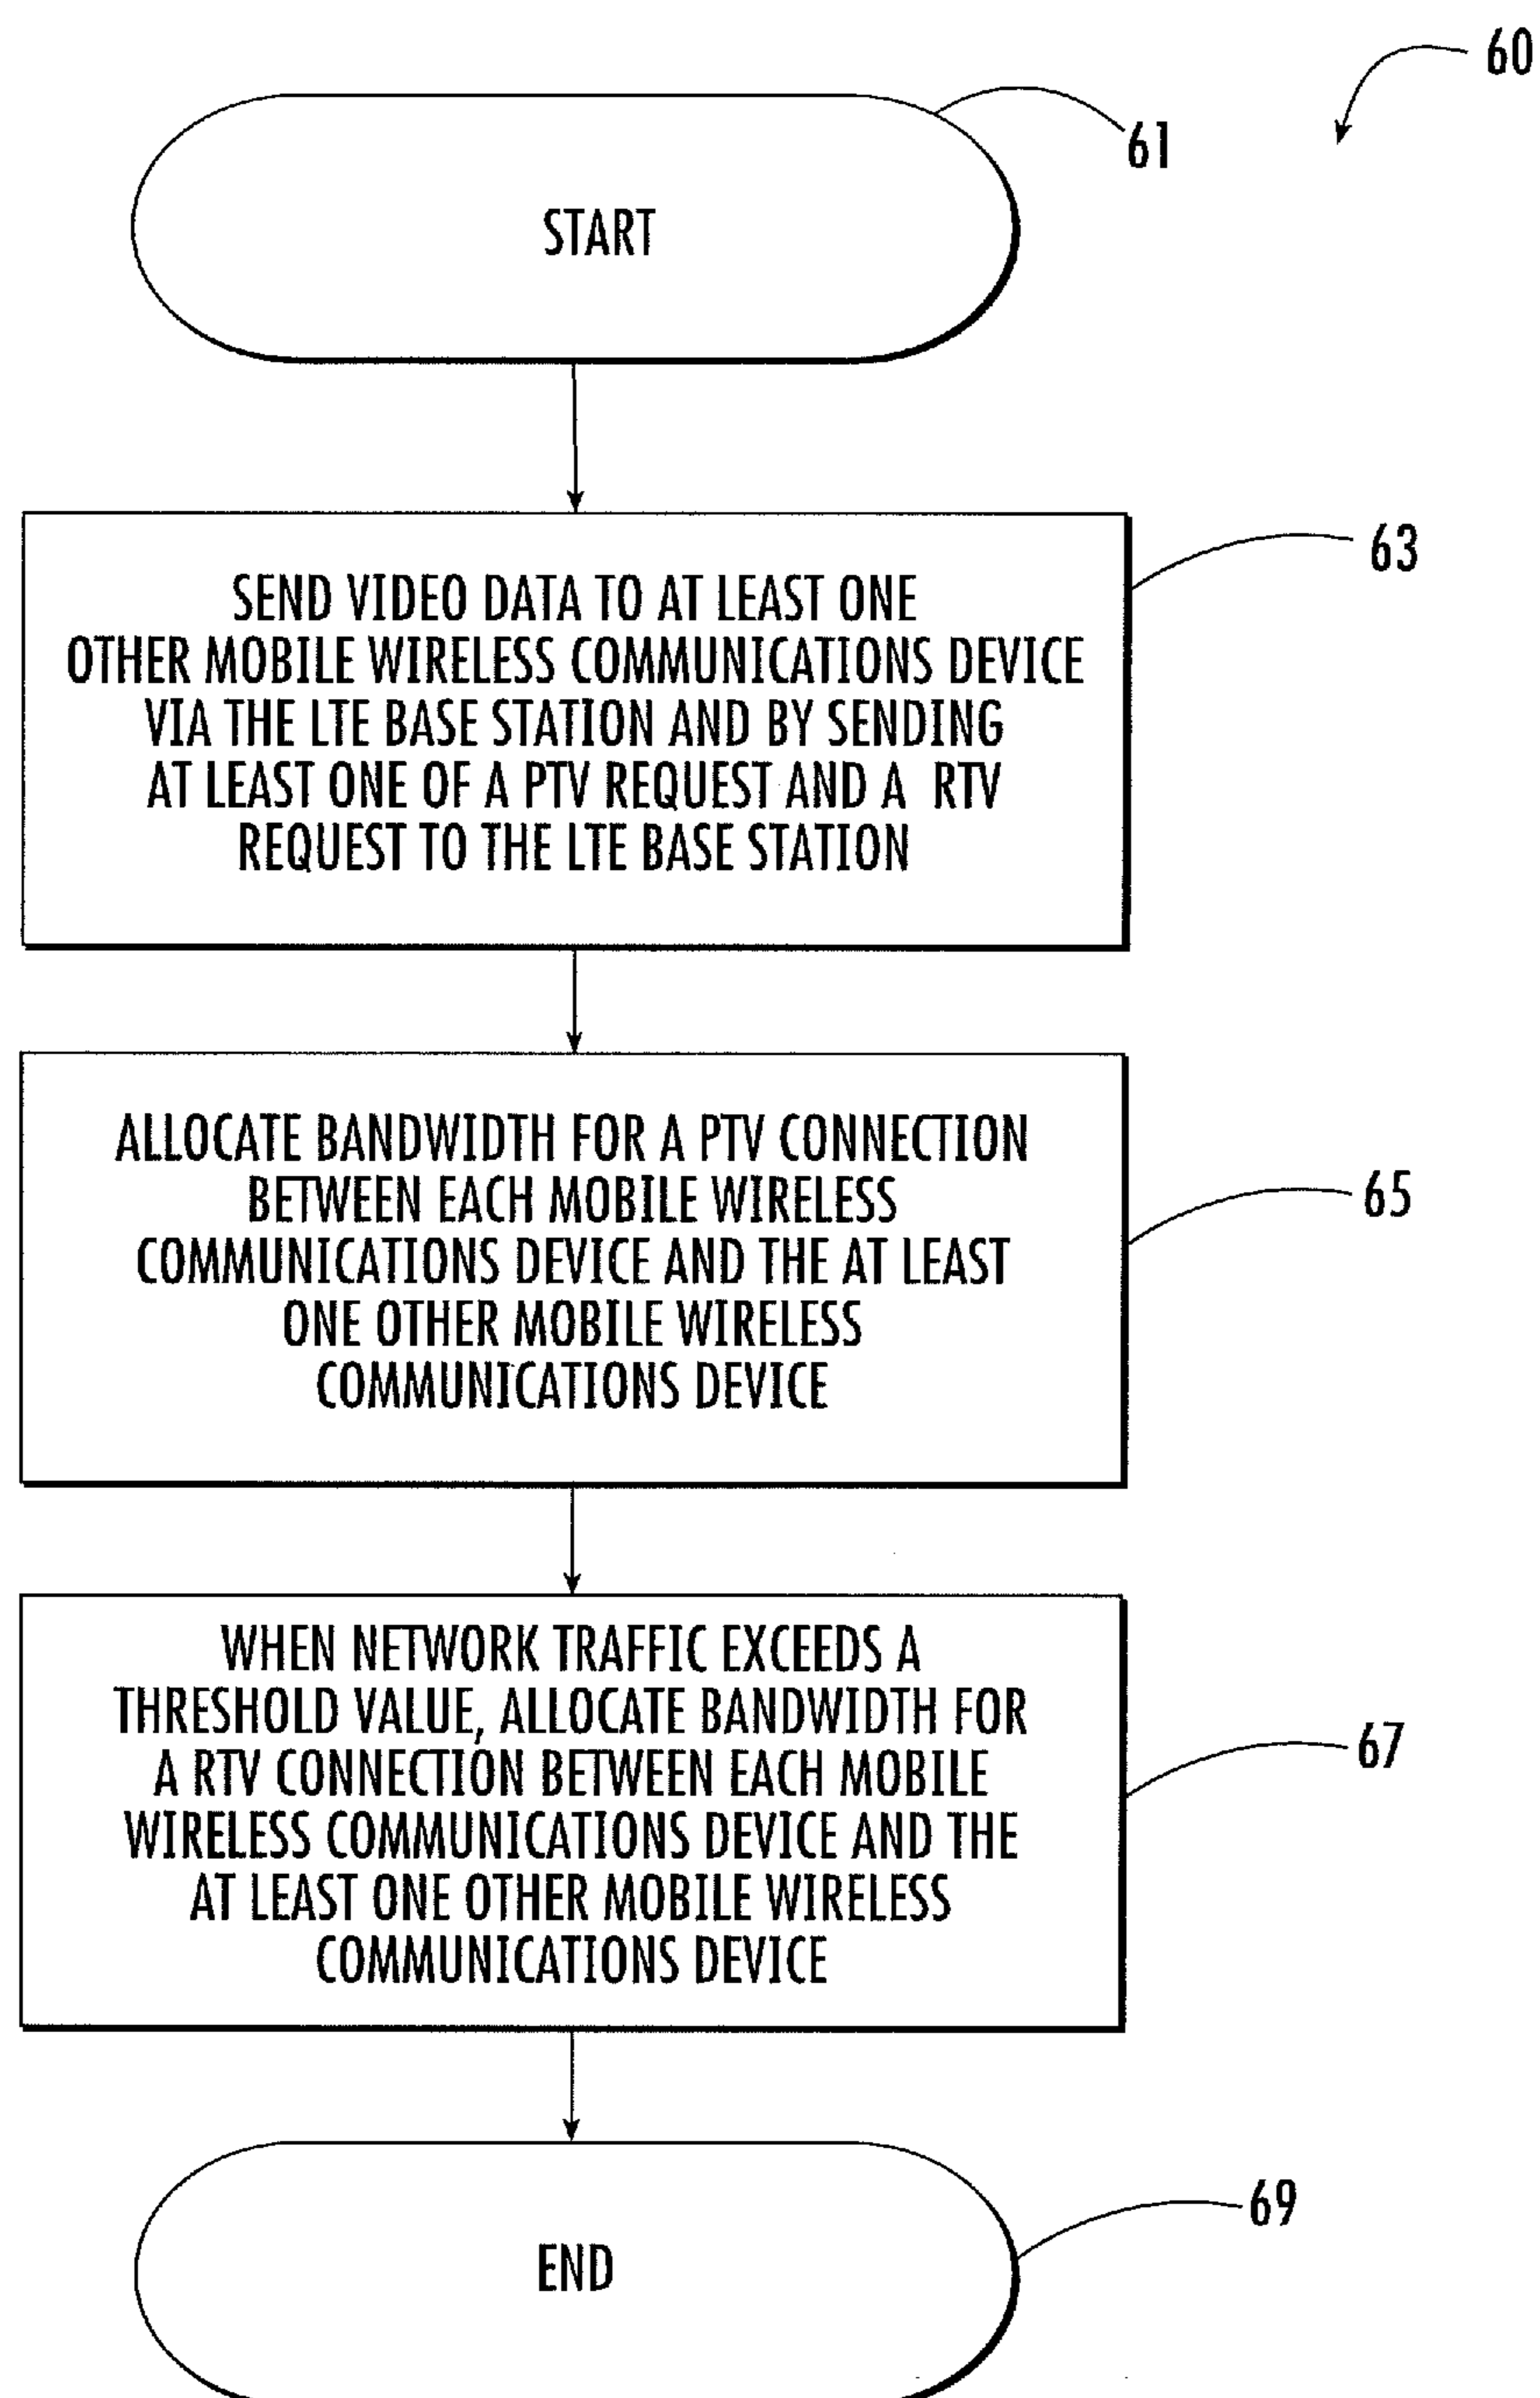 60
61
START
63
SEND VIDEO DATA TO AT LEAST ONE
OTHER MOBILE WIRELESS COMMUNICATIONS DEVICE
VIA THE LTE BASE STATION AND BY SENDING
AT LEAST ONE OF A PTV REQUEST AND A RTV
REQUEST TO THE LTE BASE STATION
65
ALLOCATE BANDWIDTH FOR A PTV CONNECTION
BETWEEN EACH MOBILE WIRELESS
COMMUNICATIONS DEVICE AND THE AT LEAST
ONE OTHER MOBILE WIRELESS
COMMUNICATIONS DEVICE
67
WHEN NETWORK TRAFFIC EXCEEDS A
THRESHOLD VALUE, ALLOCATE BANDWIDTH FOR
A RTV CONNECTION BETWEEN EACH MOBILE
WIRELESS COMMUNICATIONS DEVICE AND THE
AT LEAST ONE OTHER MOBILE WIRELESS
COMMUNICATIONS DEVICE
69
END